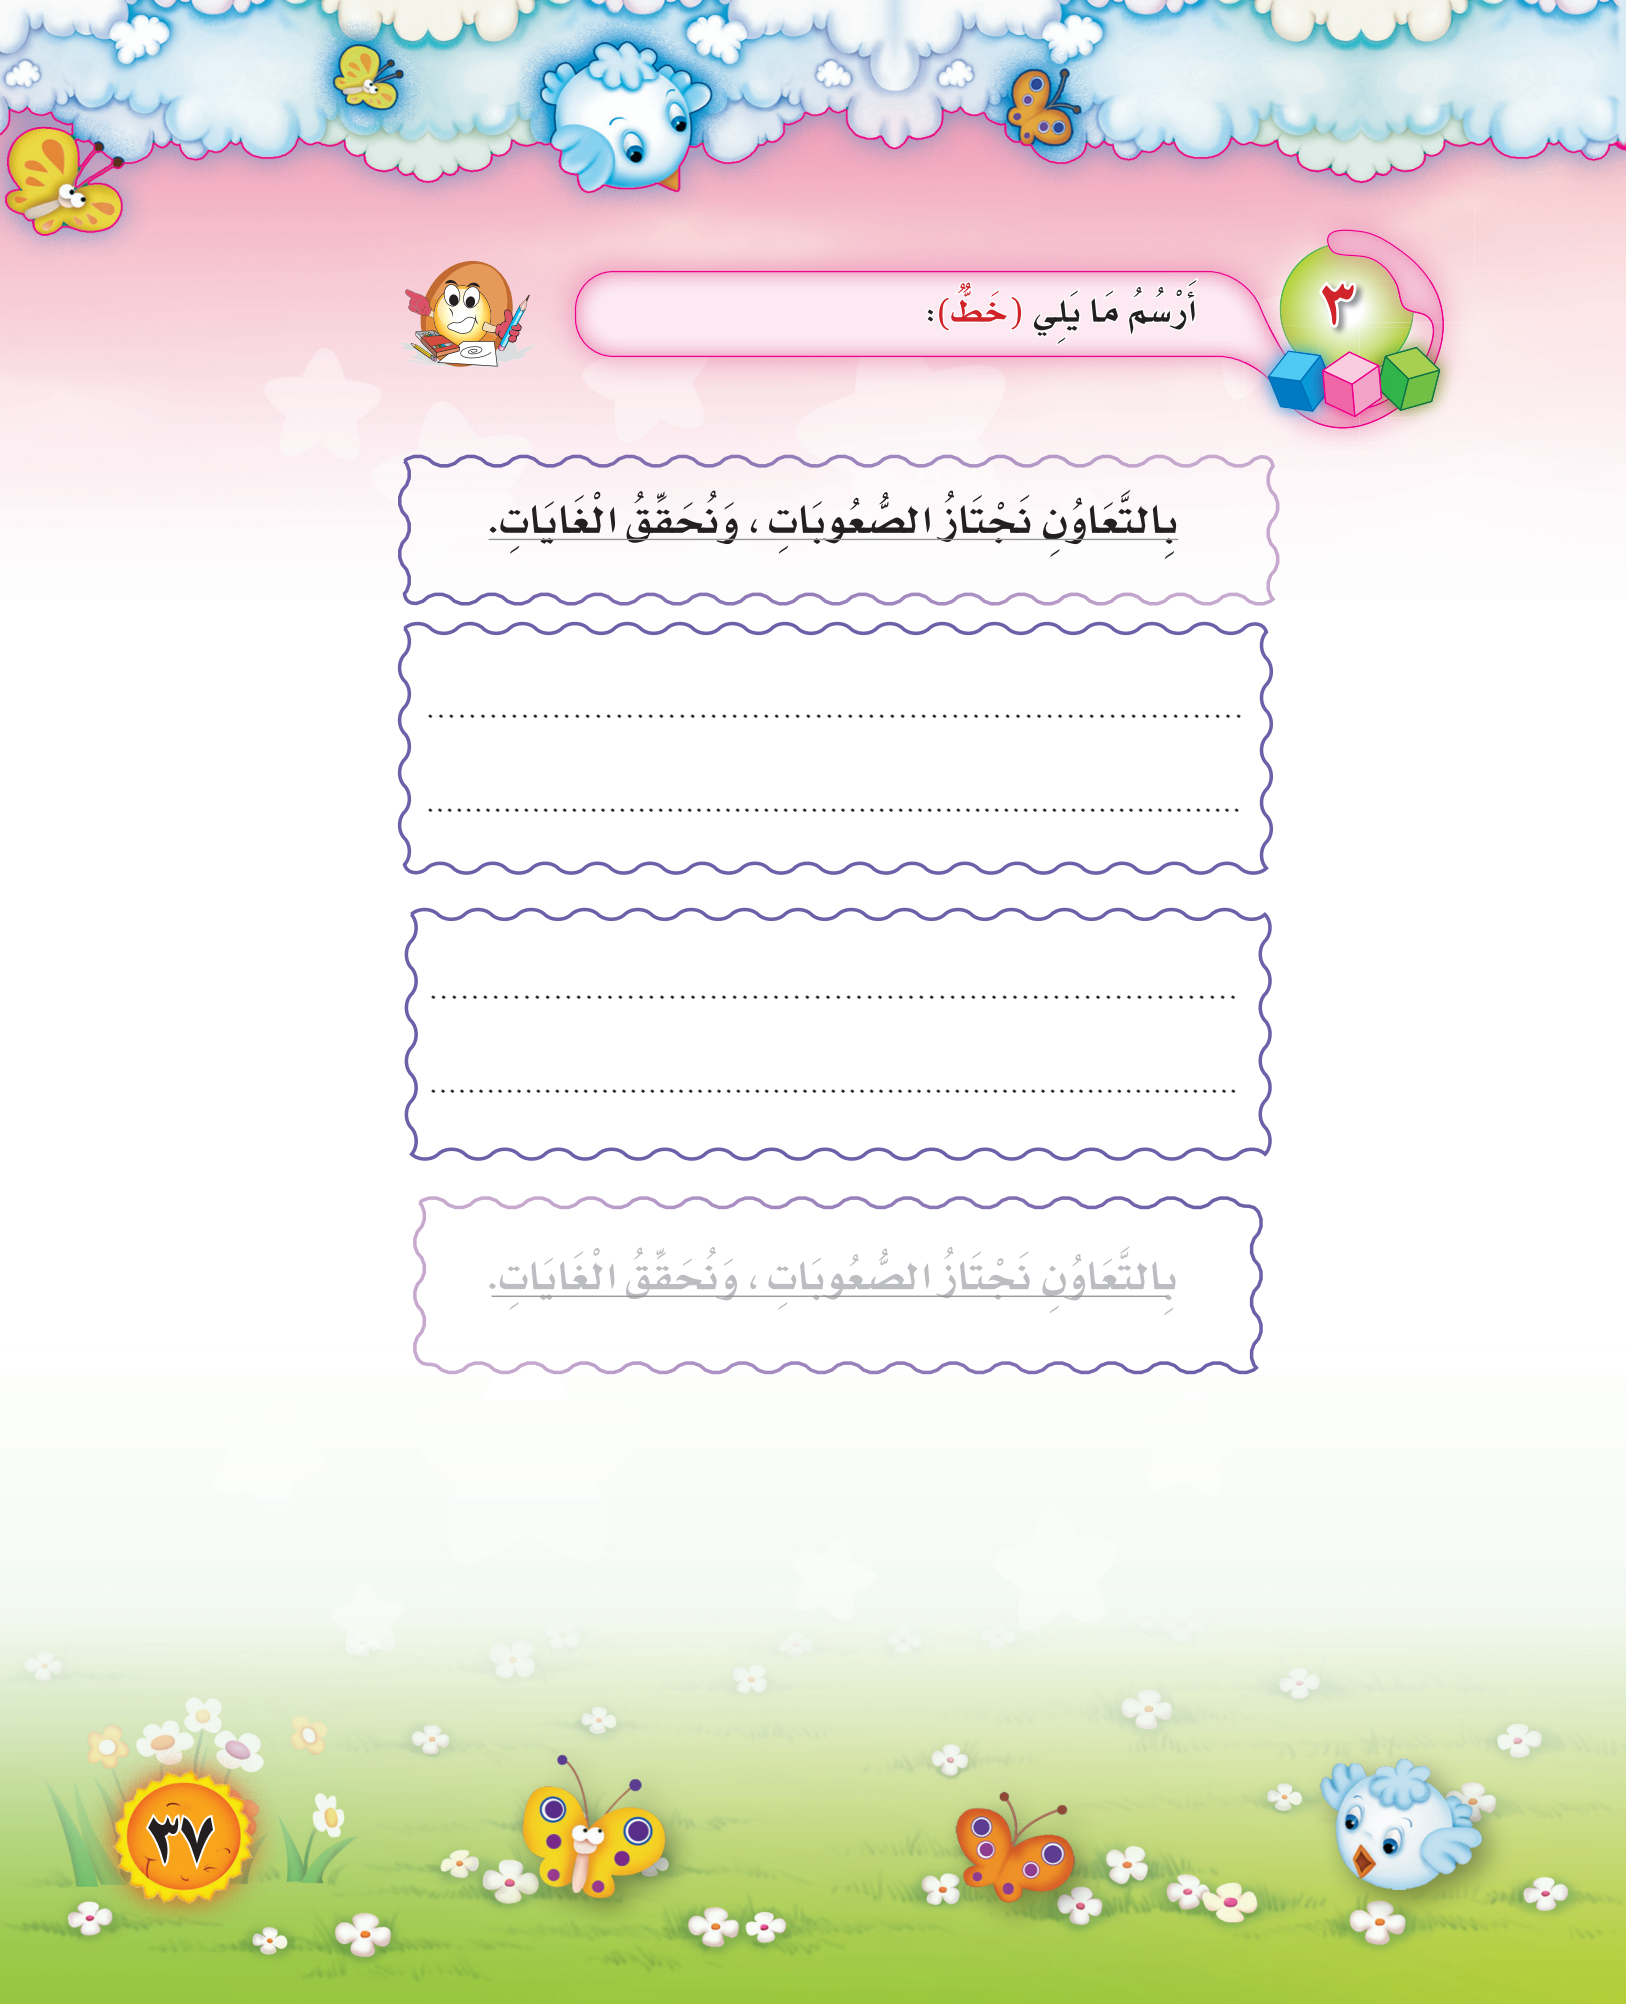 ٣
أَرْسُمُ مَا يَلِي (خَطٌّ):
بِالتَّعَاوُنِ نَجْتَازُ الصُّعُوبَاتِ ، وَنُحَقِّقُ الْغَايَاتِ.
بِالتَّعَاوُنِ نَجْتَازُ الصُّعُوبَاتِ ، وَنُحَقِّقُ الْغَايَاتِ.
٣٧